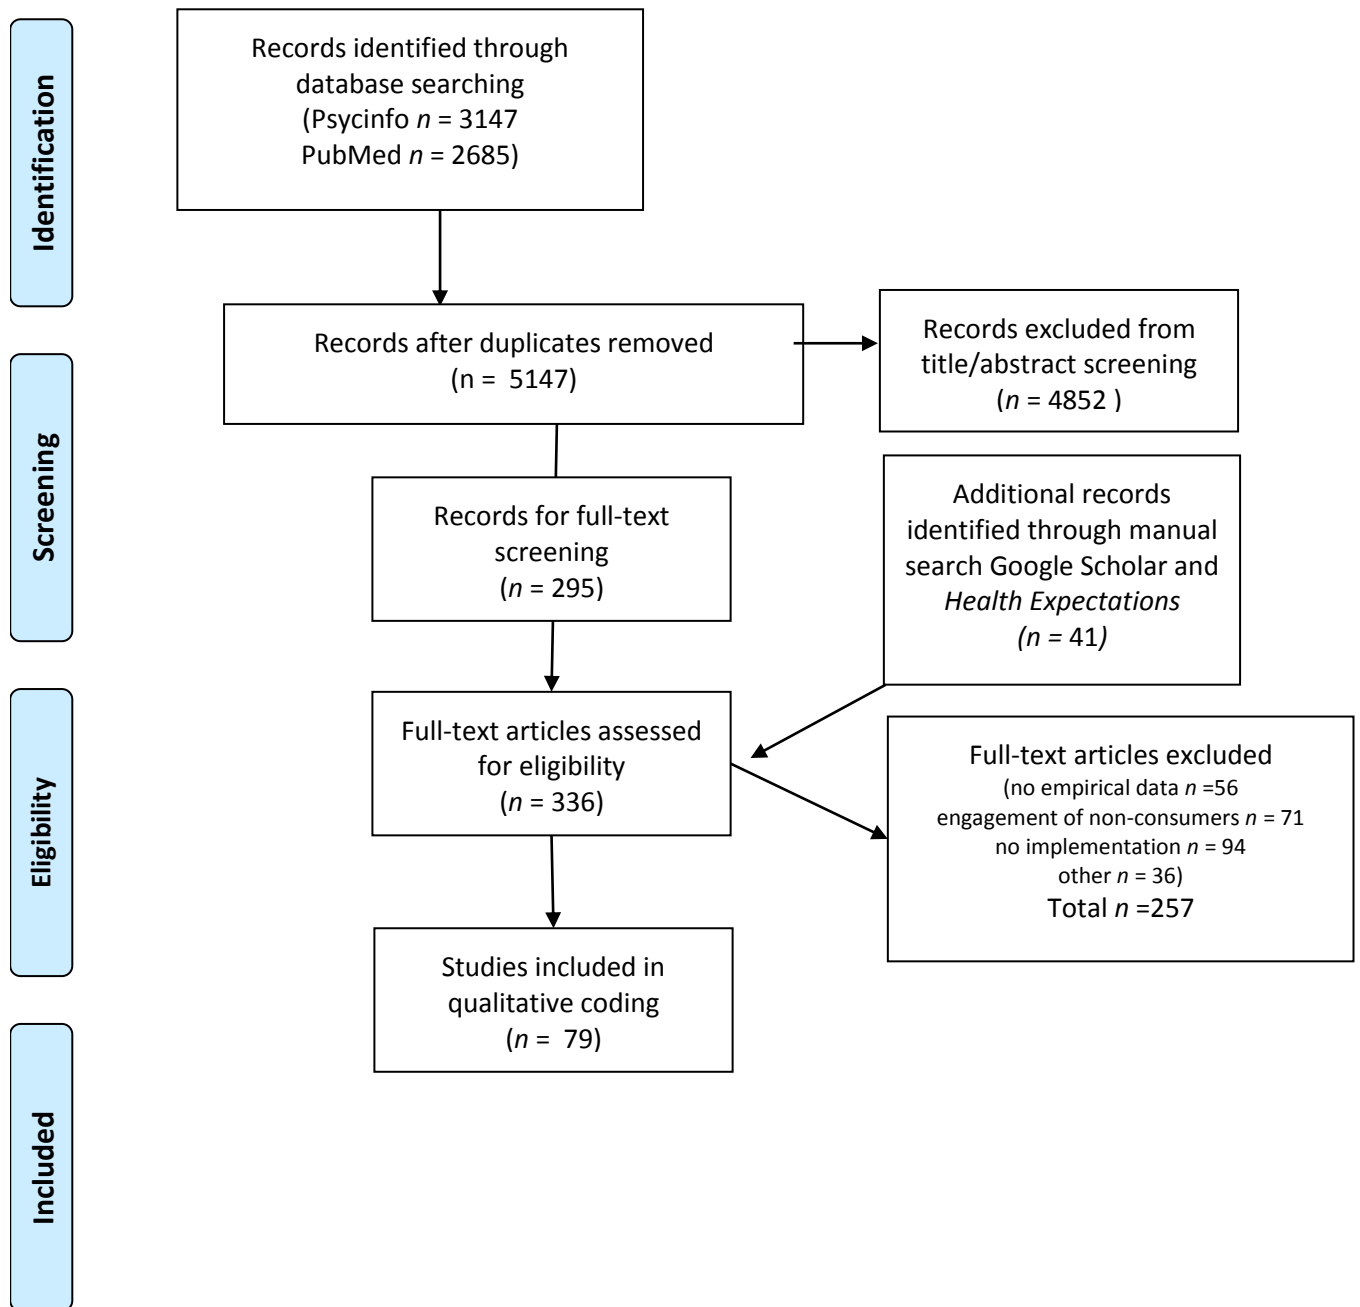 Identification
Records identified through
database searching
(Psycinfo n = 3147
PubMed n = 2685)
Records after duplicates removed
(n = 5147)
Records excluded from
title/abstract screening
(n = 4852 )
Screening
Records for full-text
screening
(n = 295)
Additional records
identified through manual
search Google Scholar and
Health Expectations
(n = 41)
Eligibility
Full-text articles assessed
for eligibility
(n = 336)
Full-text articles excluded
(no empirical data n =56
engagement of non-consumers n = 71
no implementation n = 94
other n = 36)
Total n =257
Studies included in
qualitative coding
(n = 79)
Included